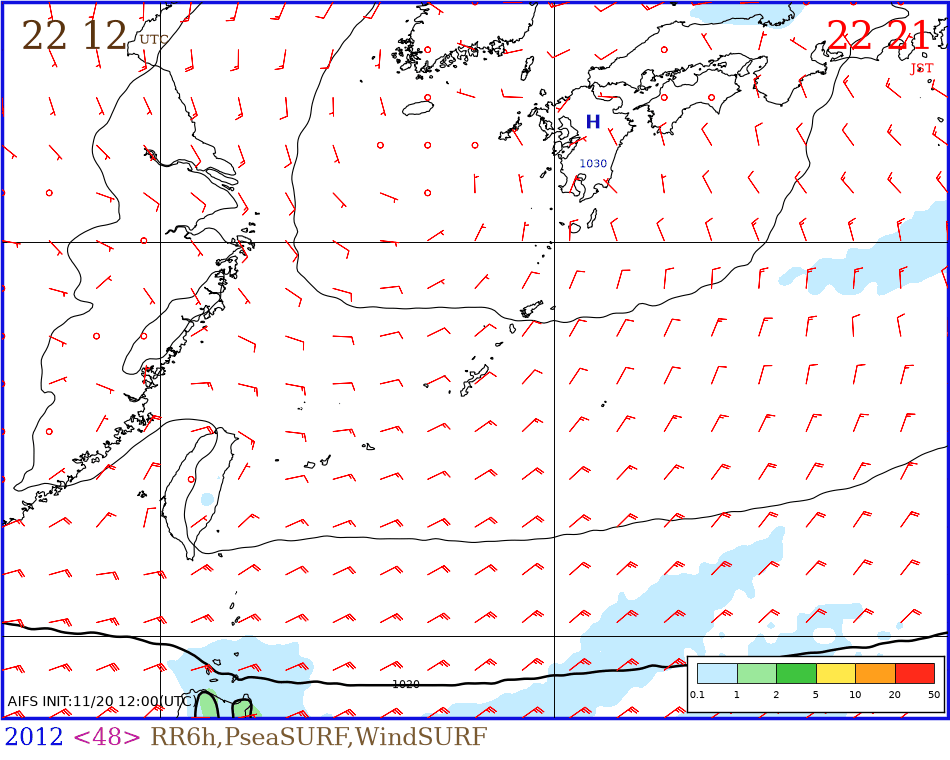 22 12 UTC
22 21
JST
H
1030
1020
0.1 1 2 5 10 20 50
AIFS INIT:11/20 12:00(UTC)
2012 <48> RR6h,PseaSURF,WindSURF